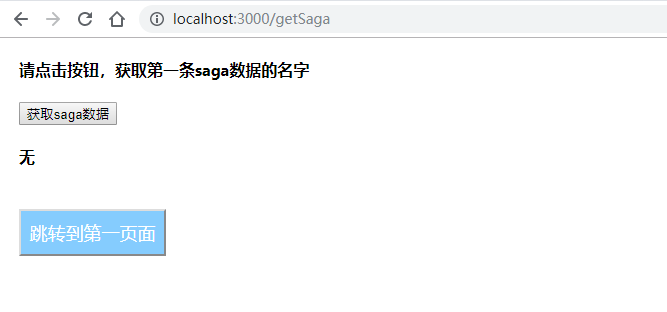 localhost:3000/getSaga
请点击按钮，获取第一条saga数据的名字
获取saga数据
无
跳转到第一页面